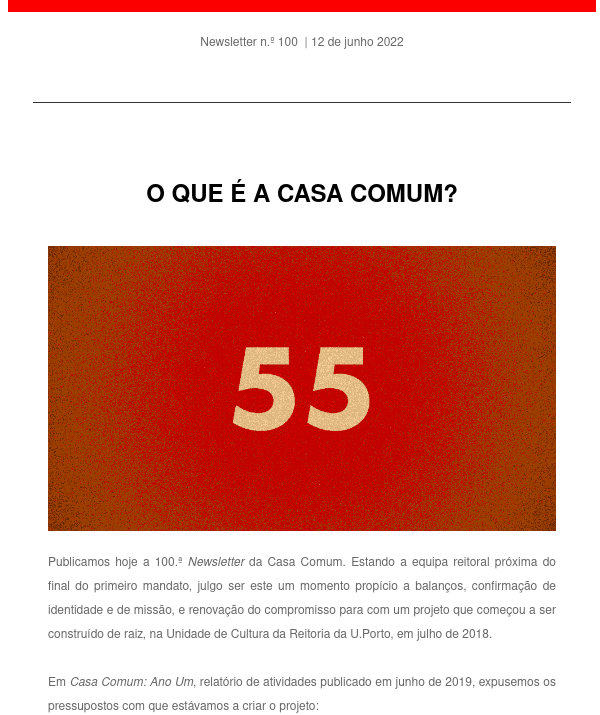 Newsletter n.º 100 | 12 de junho 2022
O QUE É A CASA COMUM?
55
Publicamos hoje a 100.ª Newsletter da Casa Comum. Estando a equipa reitoral próxima do
final do primeiro mandato, julgo ser este um momento propício a balanços, confirmação de
identidade e de missão, e renovação do compromisso para com um projeto que começou a ser
construído de raiz, na Unidade de Cultura da Reitoria da U.Porto, em julho de 2018.
Em Casa Comum: Ano Um, relatório de atividades publicado em junho de 2019, expusemos os
pressupostos com que estávamos a criar o projeto: